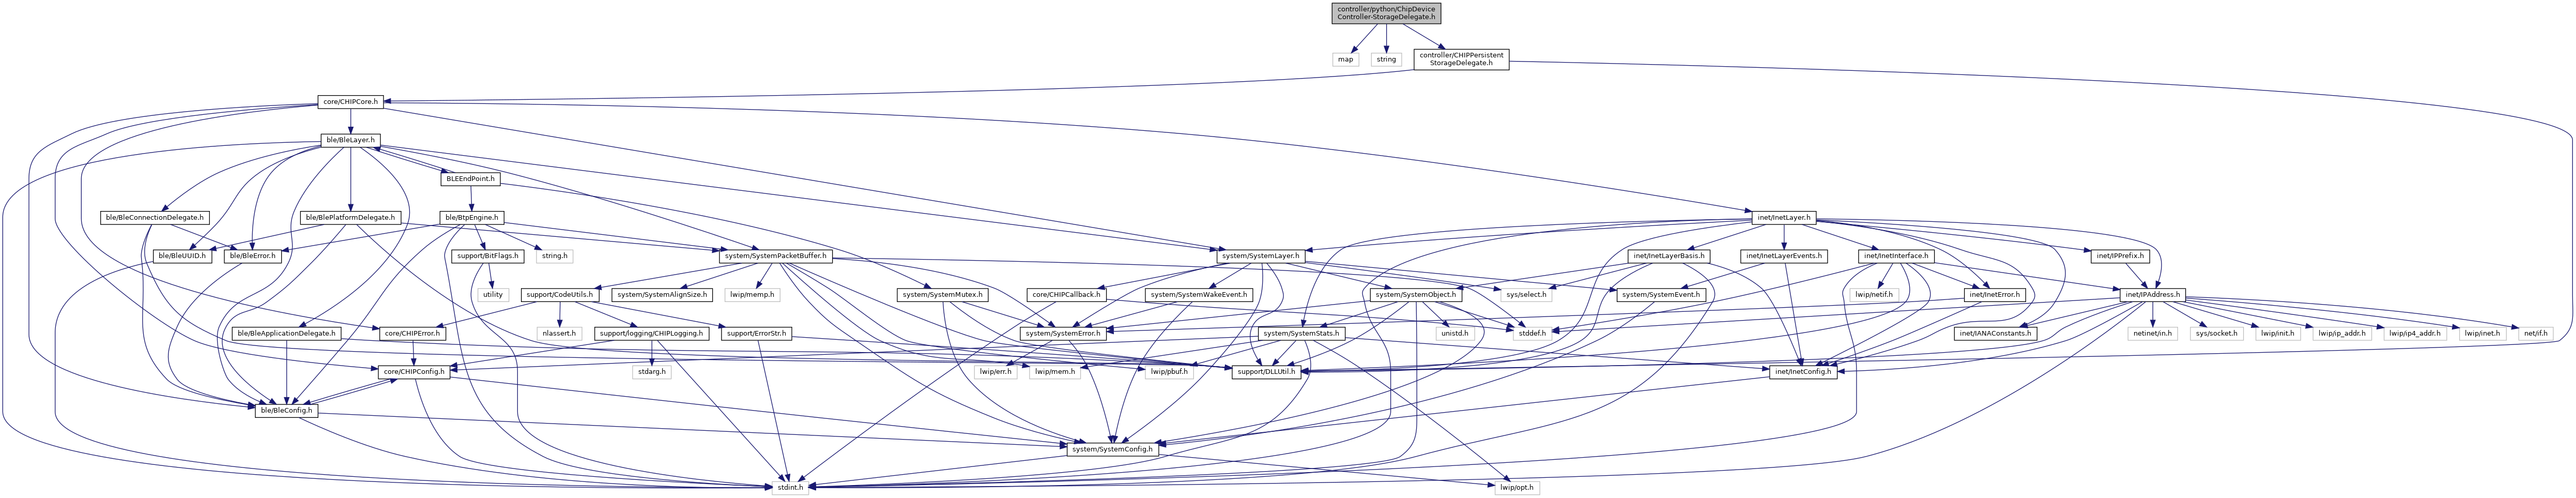 controller/python/ChipDevice
Controller-StorageDelegate.h
map
string
controller/CHIPPersistent
StorageDelegate.h
core/CHIPCore.h
ble/BleLayer.h
BLEEndPoint.h
ble/BleConnectionDelegate.h
ble/BlePlatformDelegate.h
ble/BtpEngine.h
inet/InetLayer.h
ble/BleUUID.h
ble/BleError.h
support/BitFlags.h
string.h
system/SystemPacketBuffer.h
system/SystemLayer.h
inet/InetLayerBasis.h
inet/InetLayerEvents.h
inet/InetInterface.h
inet/IPPrefix.h
utility
support/CodeUtils.h
system/SystemAlignSize.h
lwip/memp.h
system/SystemMutex.h
core/CHIPCallback.h
system/SystemWakeEvent.h
system/SystemObject.h
sys/select.h
system/SystemEvent.h
lwip/netif.h
inet/InetError.h
inet/IPAddress.h
ble/BleApplicationDelegate.h
core/CHIPError.h
nlassert.h
support/logging/CHIPLogging.h
support/ErrorStr.h
system/SystemError.h
system/SystemStats.h
unistd.h
stddef.h
inet/IANAConstants.h
netinet/in.h
sys/socket.h
lwip/init.h
lwip/ip_addr.h
lwip/ip4_addr.h
lwip/inet.h
net/if.h
core/CHIPConfig.h
stdarg.h
lwip/err.h
lwip/mem.h
lwip/pbuf.h
support/DLLUtil.h
inet/InetConfig.h
ble/BleConfig.h
system/SystemConfig.h
stdint.h
lwip/opt.h